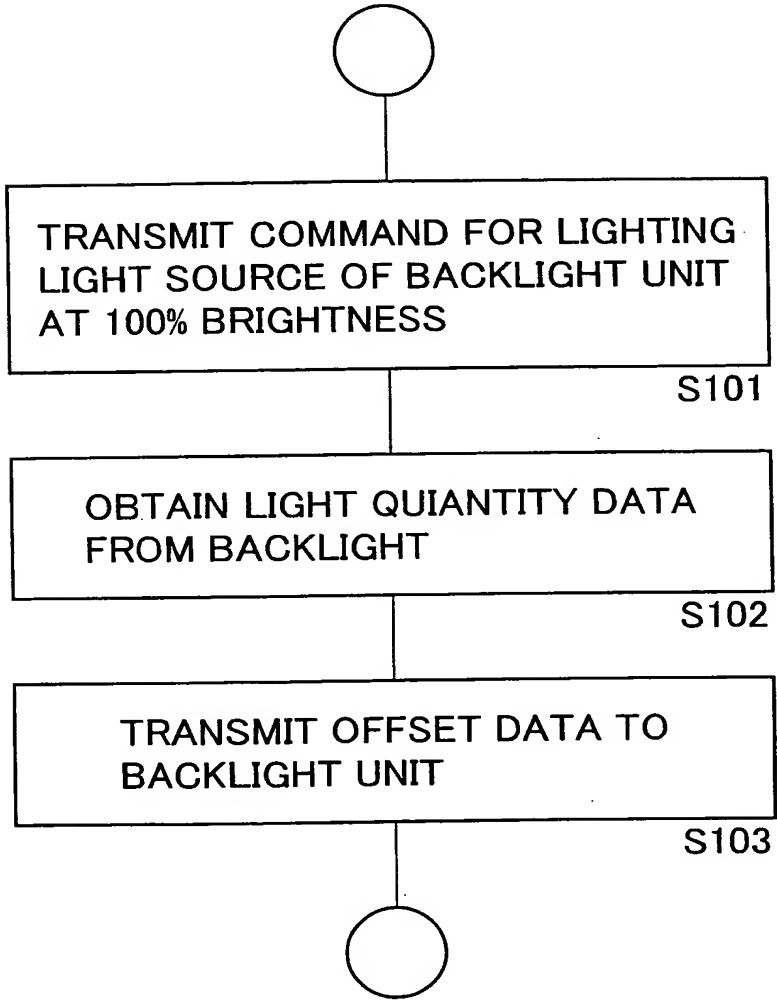 TRANSMIT COMMAND FOR LIGHTING
LIGHT SOURCE OF BACKLIGHT UNIT
AT 100% BRIGHTNESS
S101
OBTAIN LIGHT QUIANTITY DATA
FROM BACKLIGHT
S102
TRANSMIT OFFSET DATA TO
BACKLIGHT UNIT
S103